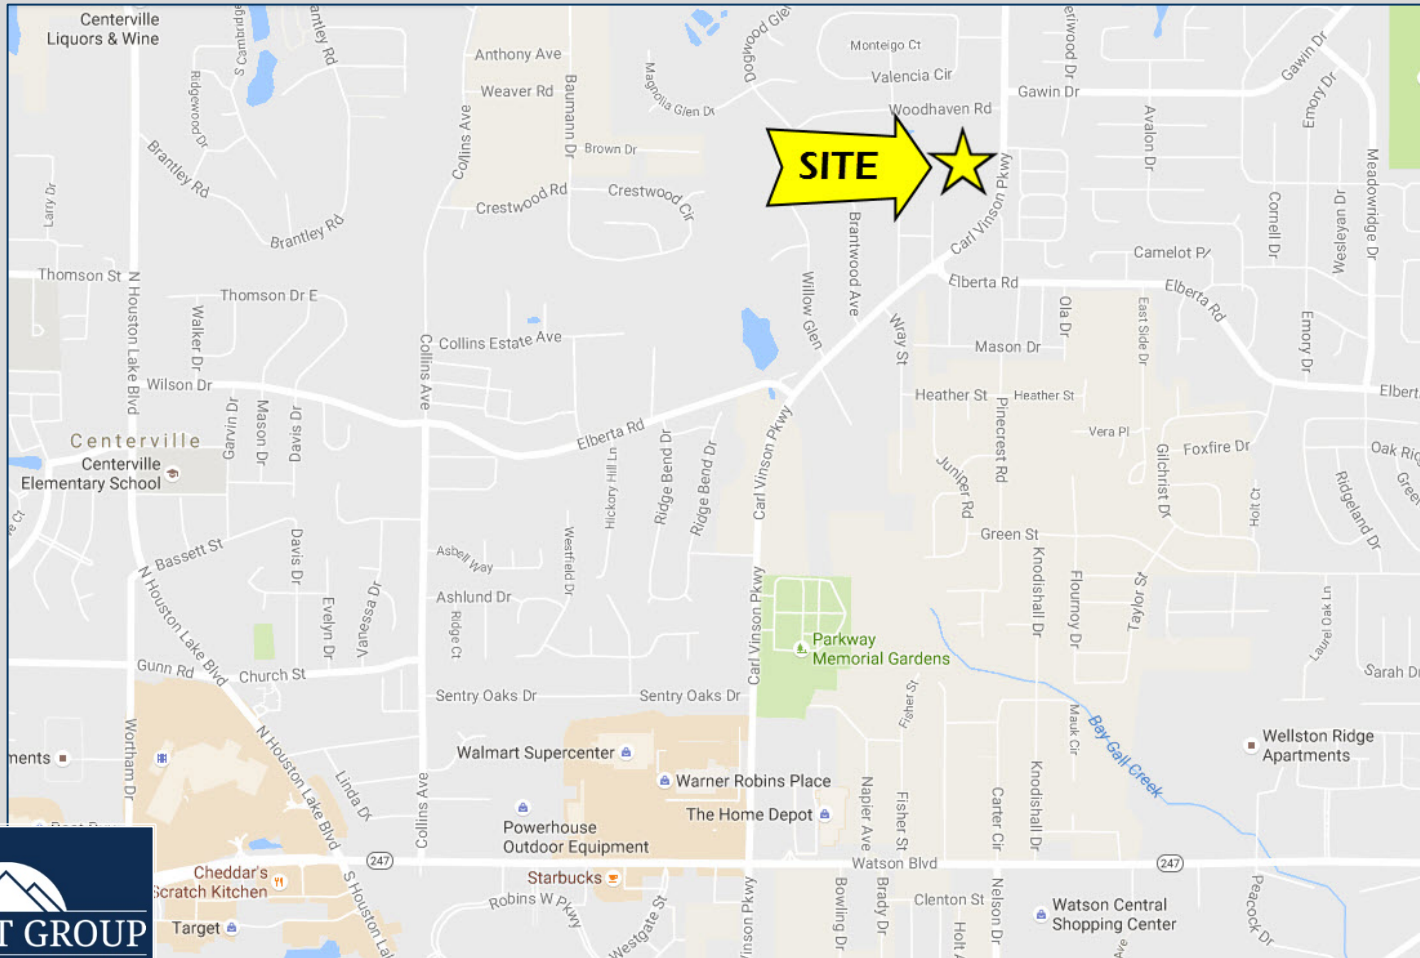 Centerville
Liquors & Wine
S Cambridge
Ridgewood Dr
Brantley Rd
Brantley Rd
Larry Dr
Anthony Ave
Weaver Rd
Baumann Dr
Collins Ave
Brown Dr
Crestwood Rd
Crestwood Cir
Magnolia Glen Dr
Monteigo Ct
Valencia Cir
Woodhaven Rd
Gawin Dr
Gawin Dr
Emory Dr
Avalon Dr
Meadowridge Dr
SITE
Carl Vinson Pkwy
Brantwood Ave
Cornell Dr
Wesleyan Dr
Camelot Pl
Thomson St
N Houston Lake Blvd
Thomson Dr E
Walker Dr
Willow Glen
Elberta Rd
Elberta Rd
Ola Dr
East Side Dr
Emory Dr
Collins Estate Ave
Collins Ave
Wray St
Mason Dr
Wilson Dr
Heather St
Heather St
Garvin Dr
Mason Dr
Davis Dr
Elberta Rd
Carl Vinson Pkwy
Pinecrest Rd
Vera Pl
Foxfire Dr
Centerville
Centerville
Elementary School
Hickory Hill Ln
Ridge Bend Dr
Ridge Bend Dr
Juniper Rd
Gilchrist Dr
Holt Ct
Ridgeland Dr
Bassett St
Davis Dr
Asbell Way
Westfield Dr
Green St
N Houston Lake Blvd
Evelyn Dr
Vanessa Dr
Ashlund Dr
Ridge Ct
Carl Vinson Pkwy
Knodishall Dr
Flournoy Dr
Taylor St
Laurel Oak Ln
Parkway
Memorial Gardens
Gunn Rd
Church St
Sentry Oaks Dr
Sentry Oaks Dr
Fisher St
Sarah Dr
Wortham Dr
N Houston Lake Blvd
Linda Dr
Collins Ave
Walmart Supercenter
Warner Robins Place
The Home Depot
Powerhouse
Outdoor Equipment
Mauk Cir
Bay Gall Creek
Wellston Ridge
Apartments
Napier Ave
Fisher St
Carter Cir
Knodishall Dr
247
Watson Blvd
247
Cheddar's
Scratch Kitchen
Starbucks
Target
Robins W Pkwy
Westgate St
Bowling Dr
Brady Dr
Clenton St
Nelson Dr
Watson Central
Shopping Center
Peacock Dr
T GROUP